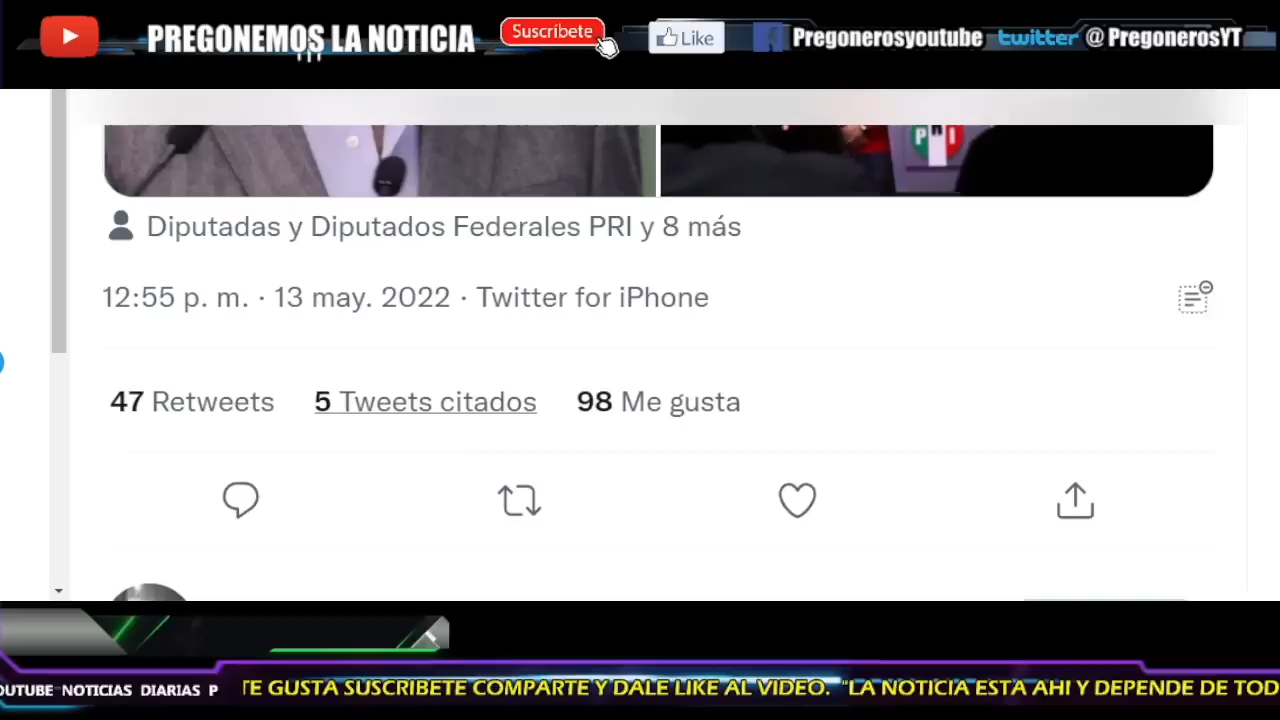 PREGONEMOS LA NOTICIA Suscríbete Like Pregonerosyoutube twitter @PregonerosYT
P I
Diputadas y Diputados Federales PRI y 8 más
12:55 p. m. · 13 may. 2022 · Twitter for iPhone
47 Retweets 5 Tweets citados 98 Me gusta
OUTUBE NOTICIAS DIARIAS P TE GUSTA SUSCRIBETE COMPARTE Y DALE LIKE AL VIDEO. "LA NOTICIA ESTA AHI Y DEPENDE DE TOD